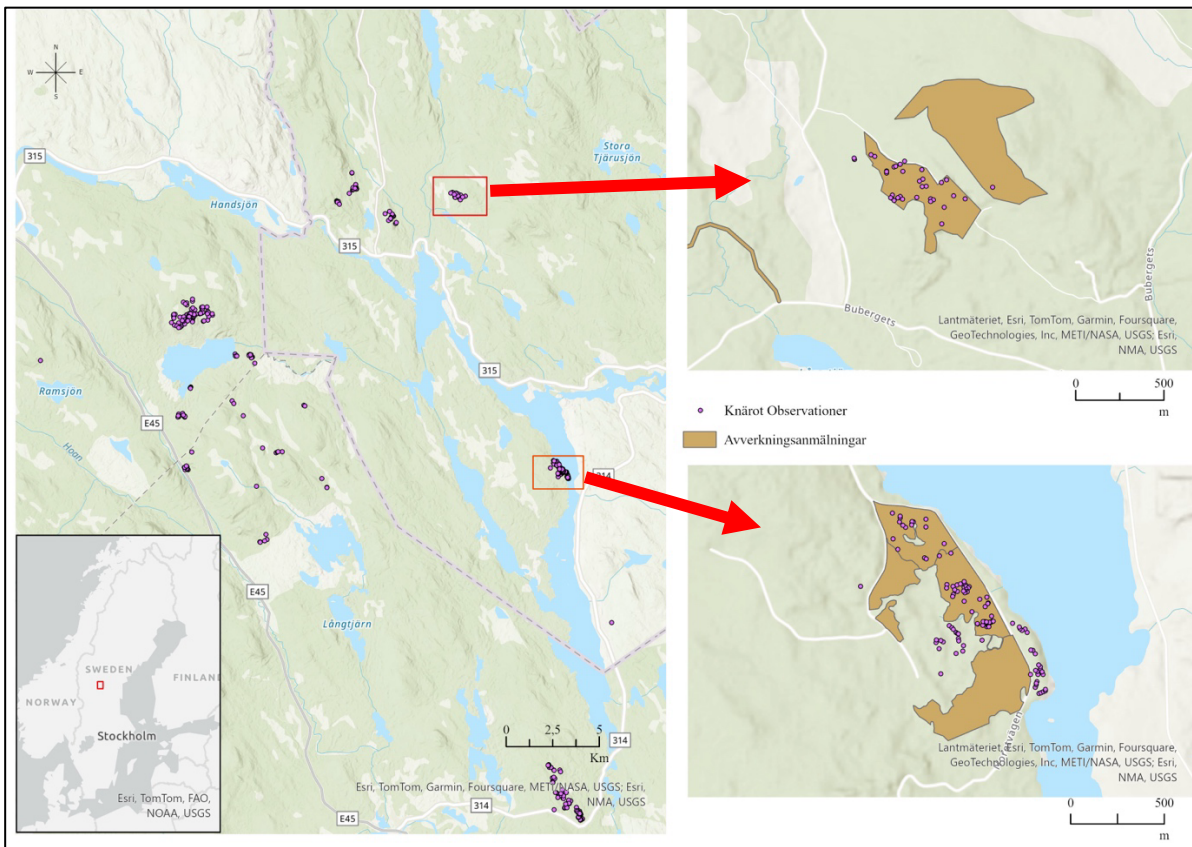 N
W
E
S
315
Handsjön
Stora
Tjärusjön
315
315
Ramsjön
E45
Hoan
314
E45
Långtjärn
0
2,5
5
Km
314
314
E45
Esri, TomTom, Garmin, Foursquare, METI/NASA, USGS; Esri,
NMA, USGS
SWEDEN
FINLAND
NORWAY
Stockholm
Esri, TomTom, FAO,
NOAA, USGS
Bubergets
Bubergets
Lantmäteriet, Esri, TomTom, Garmin, Foursquare,
GeoTechnologies, Inc, METI/NASA, USGS; Esri,
NMA, USGS
0
500
m
Knärot Observationer
Avverkningsanmälningar
Lantmäteriet, Esri, TomTom, Garmin, Foursquare,
GeoTechnologies, Inc, METI/NASA, USGS; Esri,
NMA, USGS
0
500
m